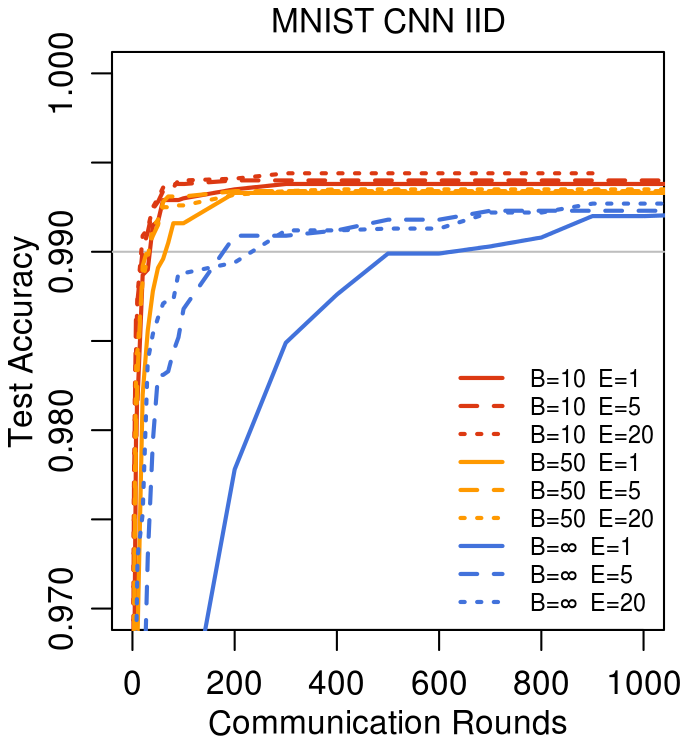 MNIST CNN IID
1.000
0.990
0.980
0.970
Test Accuracy
B=10 E=1
B=10 E=5
B=10 E=20
B=50 E=1
B=50 E=5
B=50 E=20
B=∞ E=1
B=∞ E=5
B=∞ E=20
0 200 400 600 800 1000
Communication Rounds